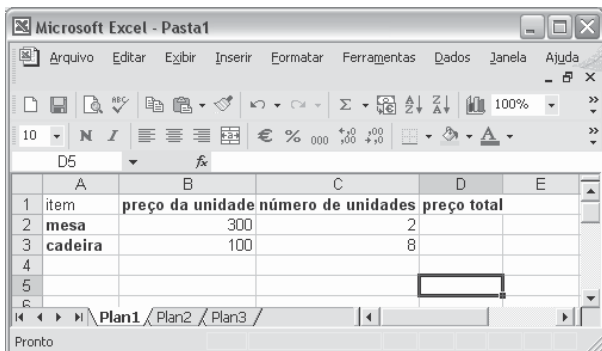 Microsoft Excel - Pasta1
Arquivo Editar Exibir Inserir Formatar Ferramentas Dados Janela Ajuda
100%
10 N I € % 000
D5 fx
A B C D E
1 item preço da unidade número de unidades preço total
2 mesa 300 2
3 cadeira 100 8
4
5
6
Plan1 Plan2 Plan3
Pronto